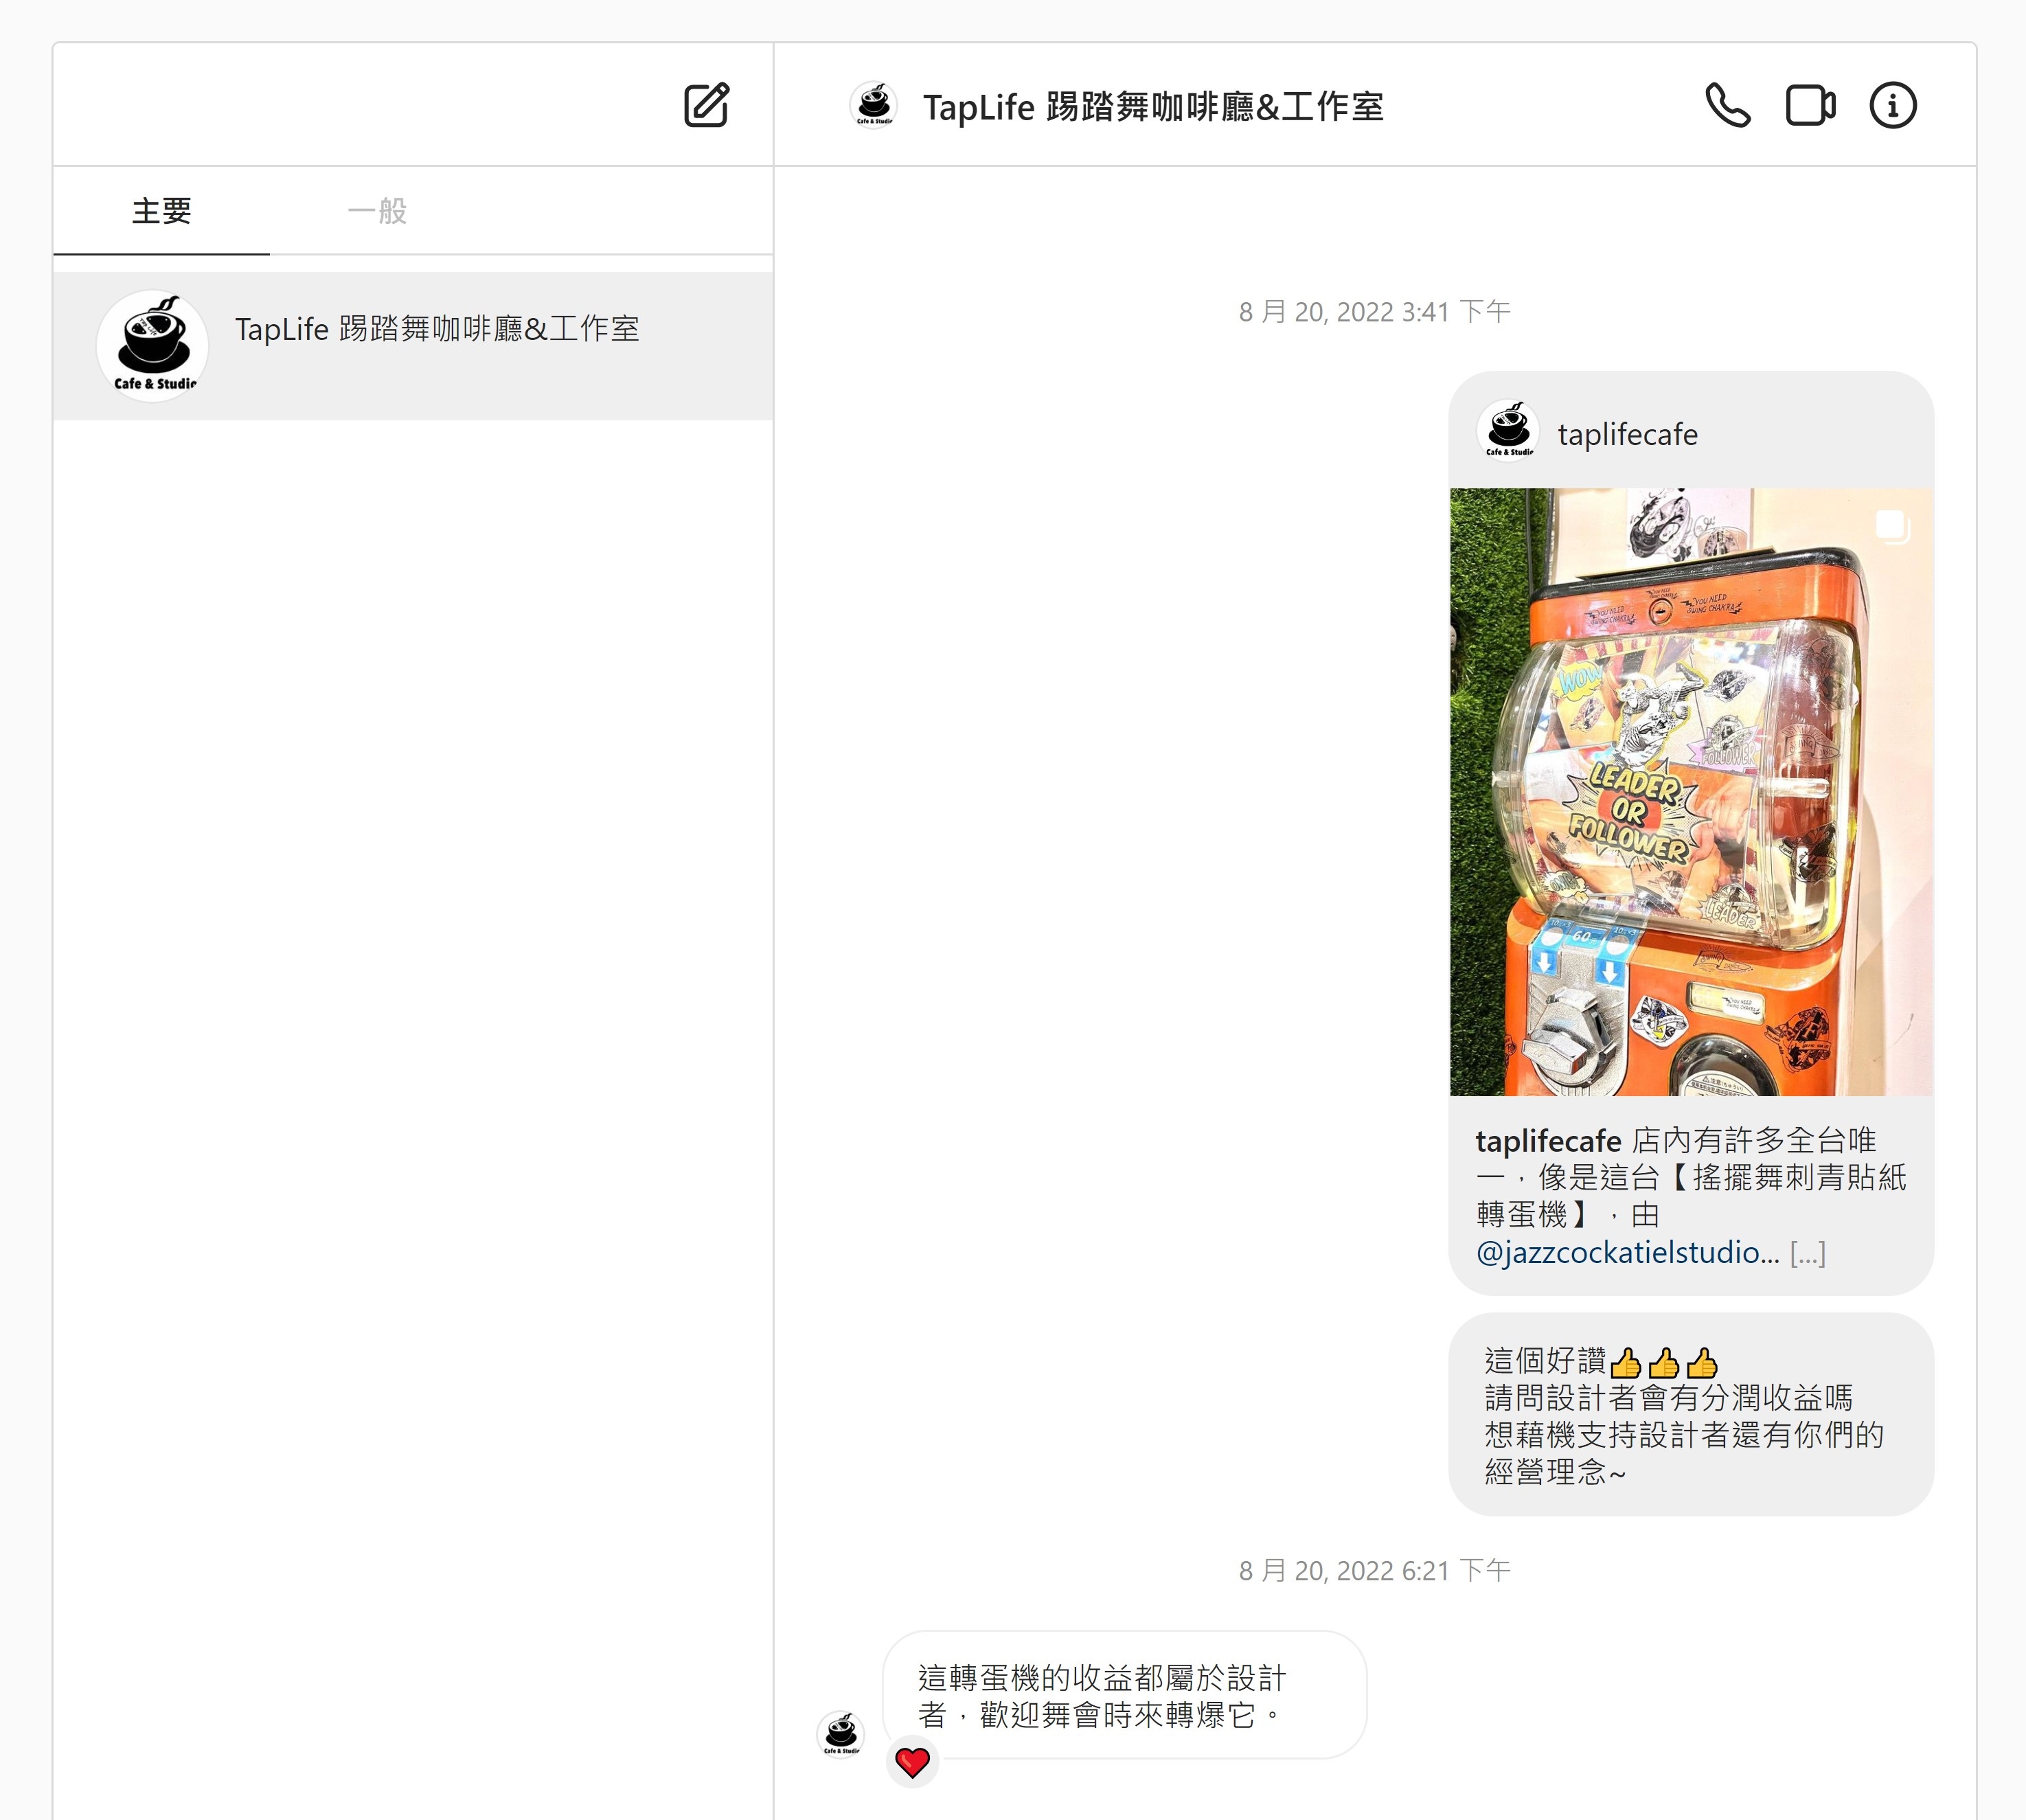 TapLife 踢踏舞咖啡廳&工作室
主要
一般
Cafe & Studio
TapLife 踢踏舞咖啡廳&工作室
8 月 20, 2022 3:41 下午
taplifecafe
YOU NEED
SWING CHAKRA
WOW
FOLLOWER
LEADER
OR
FOLLOWER
LEADER
60
taplifecafe 店內有許多全台唯
一，像是這台【搖擺舞刺青貼紙
轉蛋機】，由
@jazzcockatielstudio... [...]
這個好讚👍👍👍
請問設計者會有分潤收益嗎
想藉機支持設計者還有你們的
經營理念~
8 月 20, 2022 6:21 下午
這轉蛋機的收益都屬於設計
者，歡迎舞會時來轉爆它。